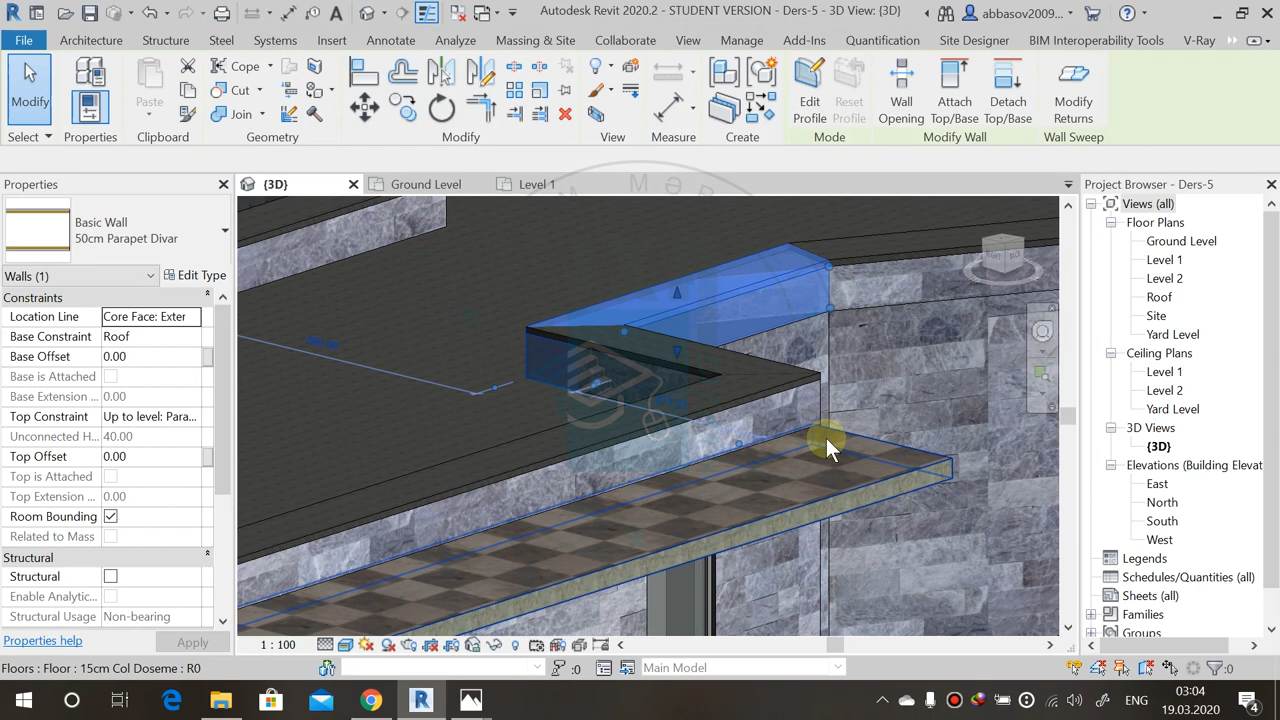 Autodesk Revit 2020.2 - STUDENT VERSION - Ders-5 - 3D View: {3D}
abbasov2009...
File Architecture Structure Steel Systems Insert Annotate Analyze Massing & Site Collaborate View Manage Add-Ins Quantification Site Designer BIM Interoperability Tools V-Ray
Modify
Paste
Cope
Cut
Join
Edit Profile
Reset Profile
Wall Opening
Attach Top/Base
Detach Top/Base
Modify Returns
Select Properties Clipboard Geometry Modify View Measure Create Mode Modify Wall Wall Sweep
Properties
{3D}
Ground Level
Level 1
Project Browser - Ders-5
Basic Wall
50cm Parapet Divar
Walls (1)
Edit Type
Constraints
Location Line Core Face: Exter
Base Constraint Roof
Base Offset 0.00
Base is Attached
Base Extension ... 0.00
Top Constraint Up to level: Para...
Unconnected H... 40.00
Top Offset 0.00
Top is Attached
Top Extension ... 0.00
Room Bounding
Related to Mass
Structural
Structural
Enable Analytic...
Structural Usage Non-bearing
Properties help
Apply
Views (all)
Floor Plans
Ground Level
Level 1
Level 2
Roof
Site
Yard Level
Ceiling Plans
Level 1
Level 2
Yard Level
3D Views
{3D}
Elevations (Building Elevat
East
North
South
West
Legends
Schedules/Quantities (all)
Sheets (all)
Families
Groups
1 : 100
Floors : Floor : 15cm Col Doseme : R0
:0
Main Model
:0
ENG
03:04
19.03.2020
4